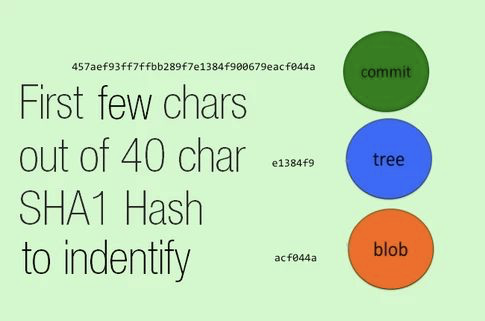 457aef93ff7ffbb289f7e1384f900679eacf044a
commit
First few chars
out of 40 char
e1384f9
tree
SHA1 Hash
to indentify
acf044a
blob